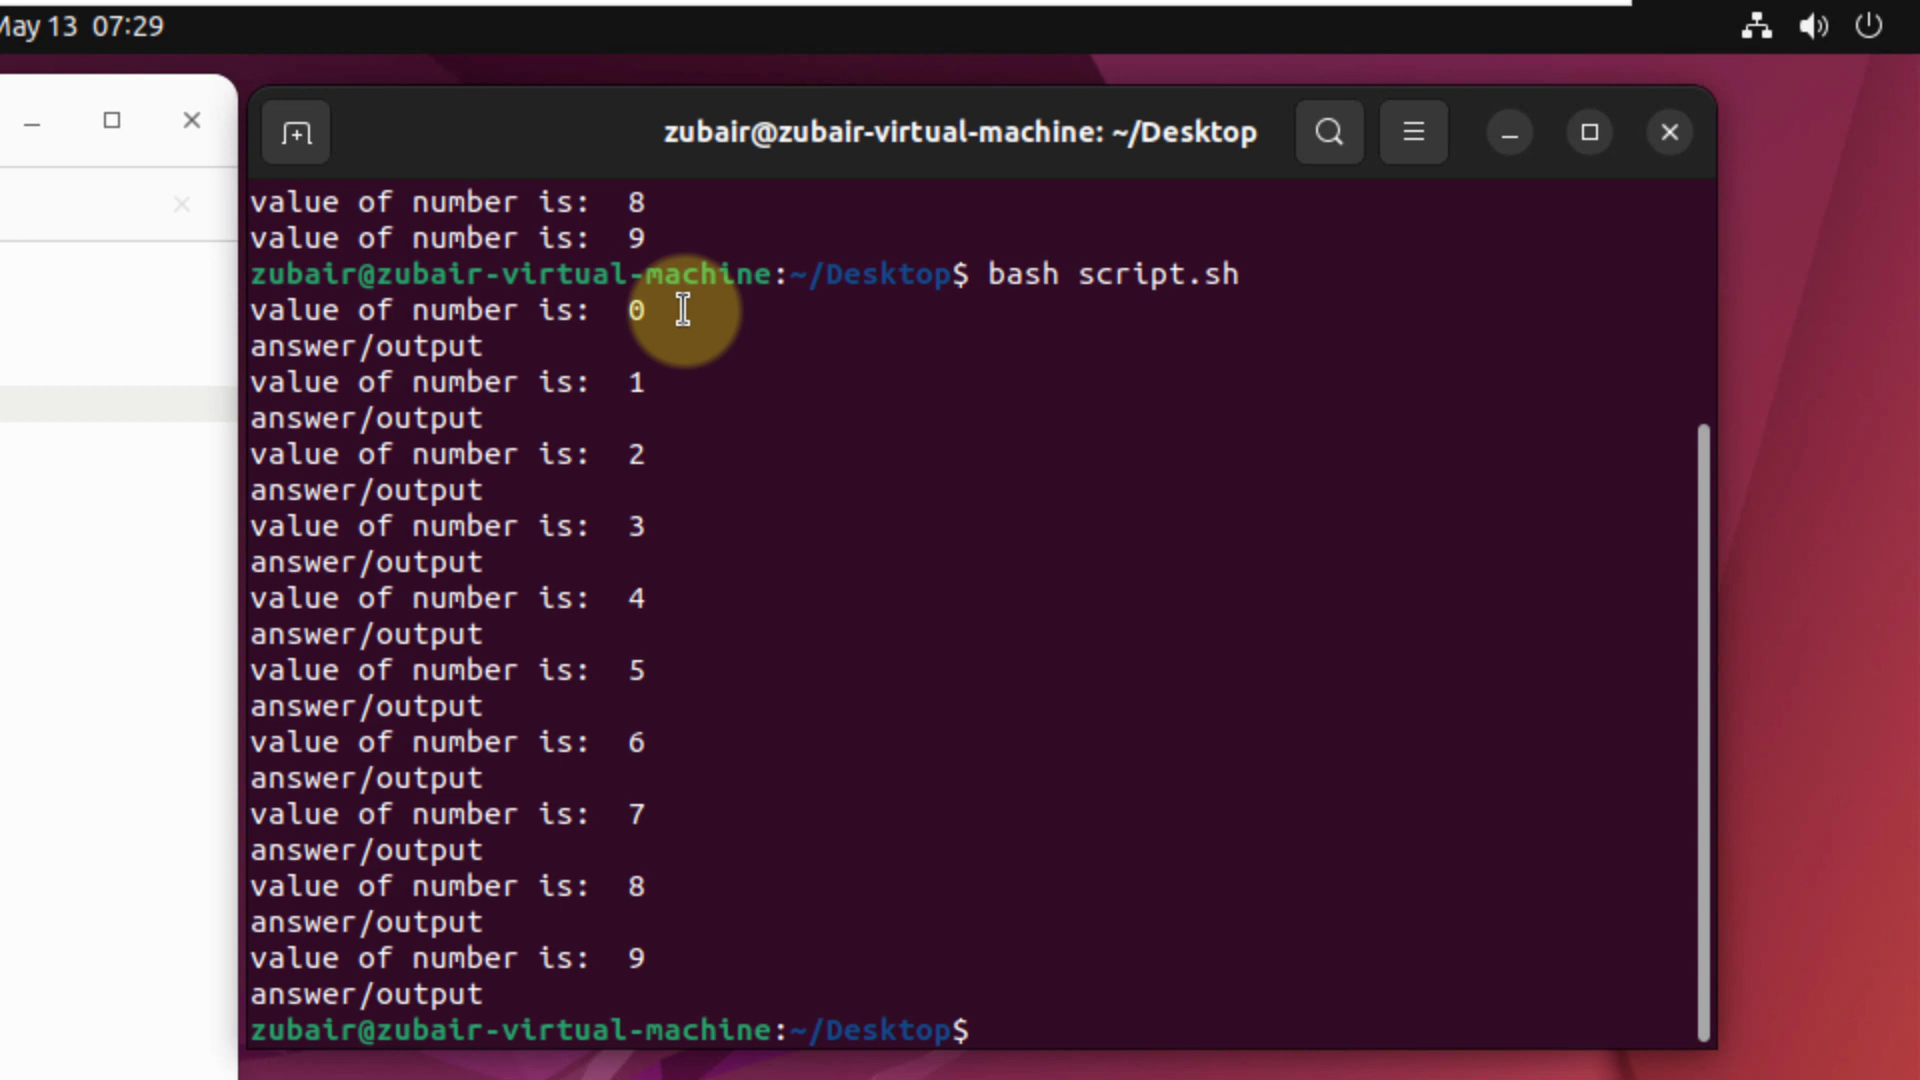 May 13 07:29
zubair@zubair-virtual-machine: ~/Desktop
value of number is:  8
value of number is:  9
zubair@zubair-virtual-machine:~/Desktop$ bash script.sh
value of number is:  0
answer/output
value of number is:  1
answer/output
value of number is:  2
answer/output
value of number is:  3
answer/output
value of number is:  4
answer/output
value of number is:  5
answer/output
value of number is:  6
answer/output
value of number is:  7
answer/output
value of number is:  8
answer/output
value of number is:  9
answer/output
zubair@zubair-virtual-machine:~/Desktop$